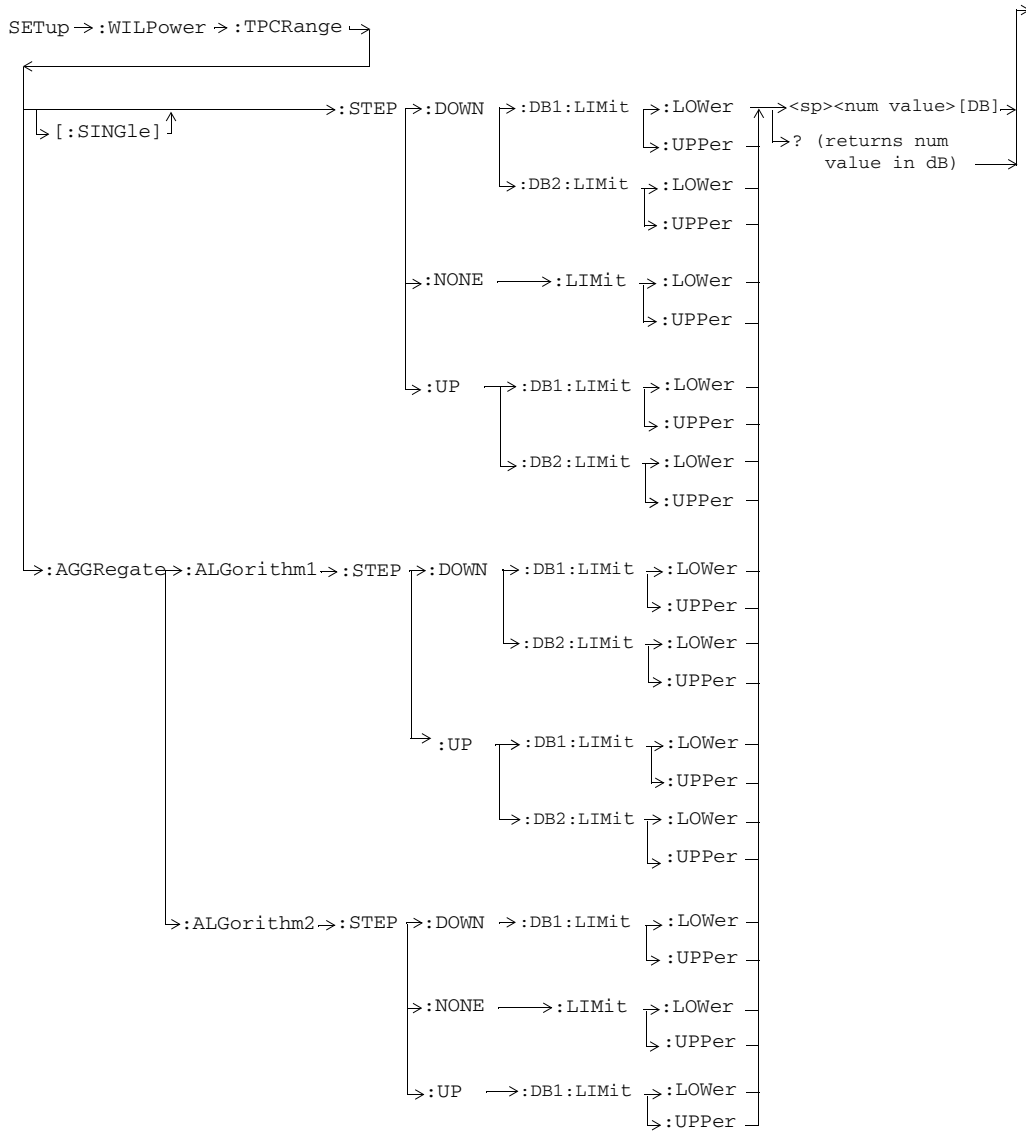 SETup :WILPower :TPCRange
:STEP :DOWN :DB1:LIMit :LOWer <sp><num value>[DB]
[:SINGle]
:UPPer ? (returns num
value in dB)
:DB2:LIMit :LOWer
:UPPer
:NONE :LIMit :LOWer
:UPPer
:UP :DB1:LIMit :LOWer
:UPPer
:DB2:LIMit :LOWer
:UPPer
:AGGRegate :ALGorithm1 :STEP :DOWN :DB1:LIMit :LOWer
:UPPer
:DB2:LIMit :LOWer
:UPPer
:UP :DB1:LIMit :LOWer
:UPPer
:DB2:LIMit :LOWer
:UPPer
:ALGorithm2 :STEP :DOWN :DB1:LIMit :LOWer
:UPPer
:NONE :LIMit :LOWer
:UPPer
:UP :DB1:LIMit :LOWer
:UPPer